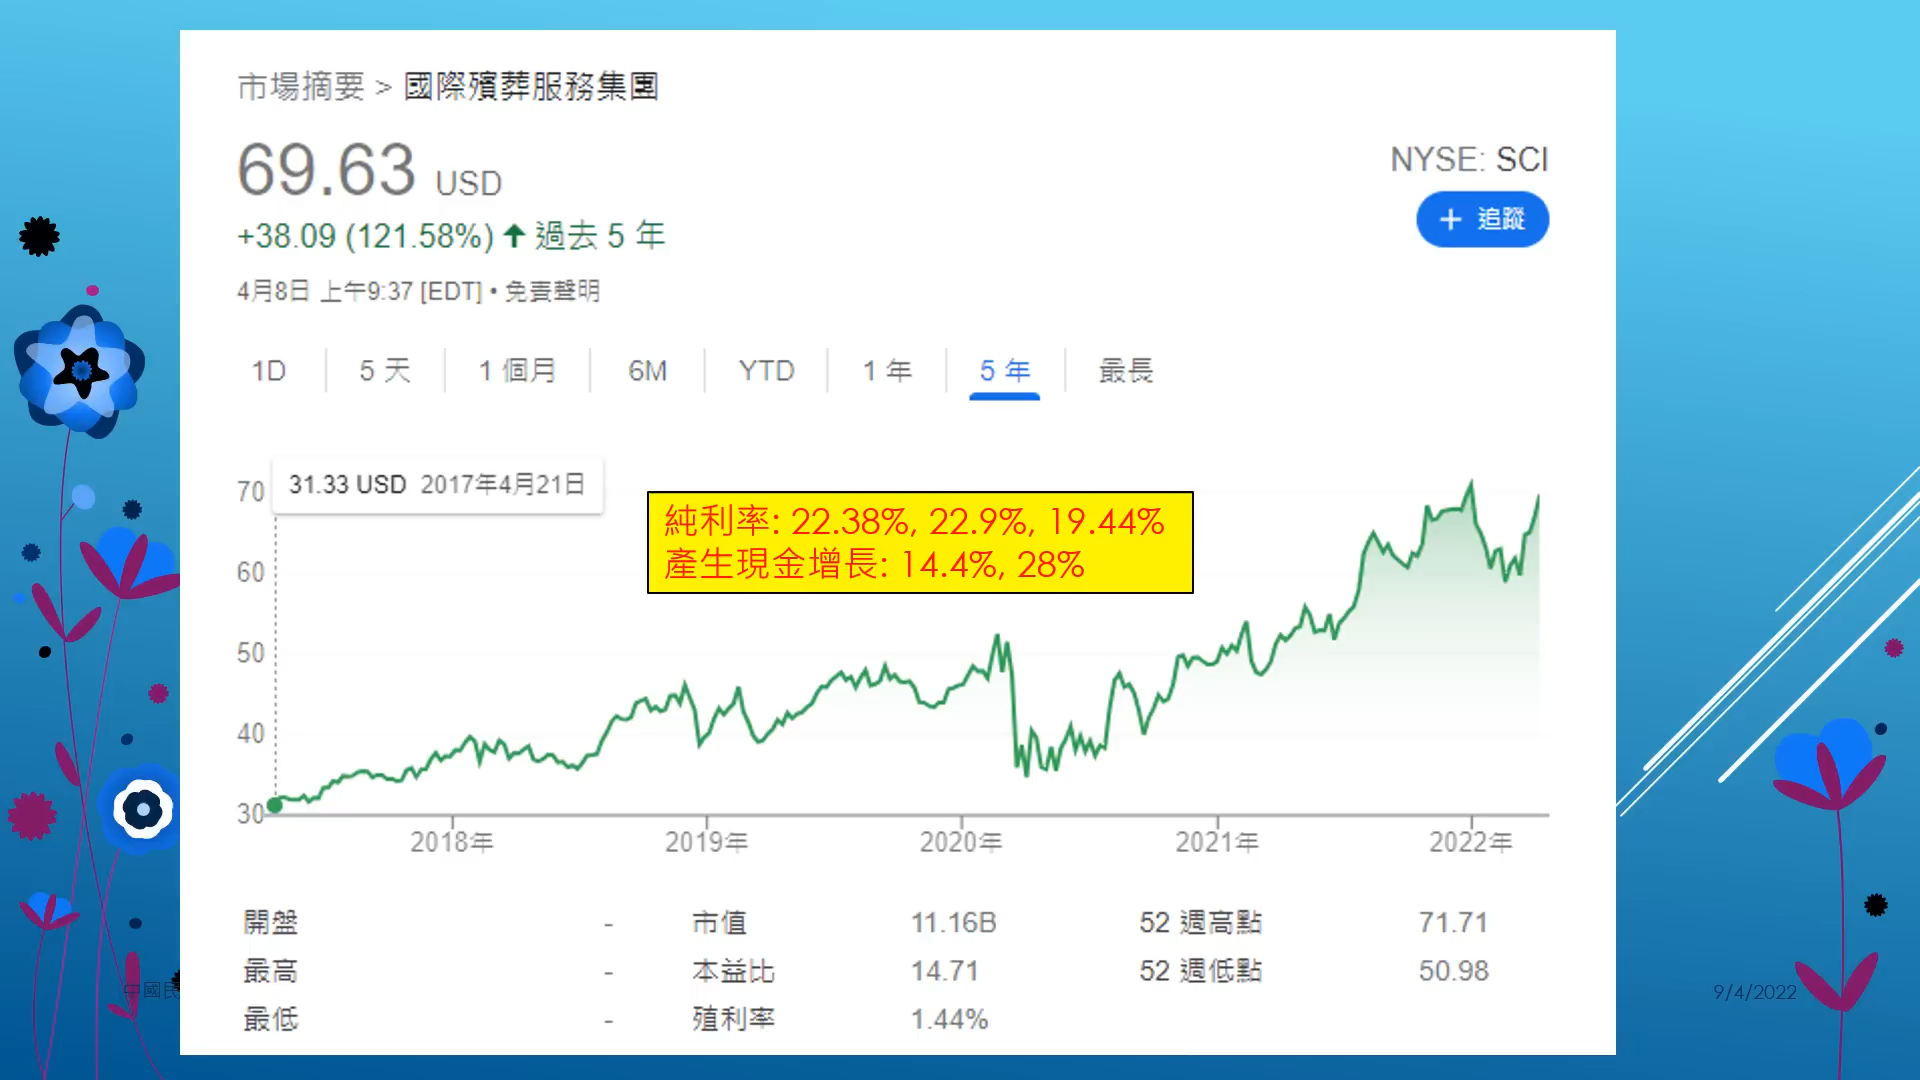 市場摘要 > 國際殯葬服務集團
69.63 USD
NYSE: SCI
+ 追蹤
+38.09 (121.58%) ↑ 過去 5 年
4月8日 上午9:37 [EDT] • 免責聲明
1D 5 天 1 個月 6M YTD 1 年 5 年 最長
31.33 USD 2017年4月21日
純利率: 22.38%, 22.9%, 19.44%
產生現金增長: 14.4%, 28%
70
60
50
40
30
2018年 2019年 2020年 2021年 2022年
開盤 - 市值 11.16B 52 週高點 71.71
最高 - 本益比 14.71 52 週低點 50.98
最低 - 殖利率 1.44%
中國民
9/4/2022